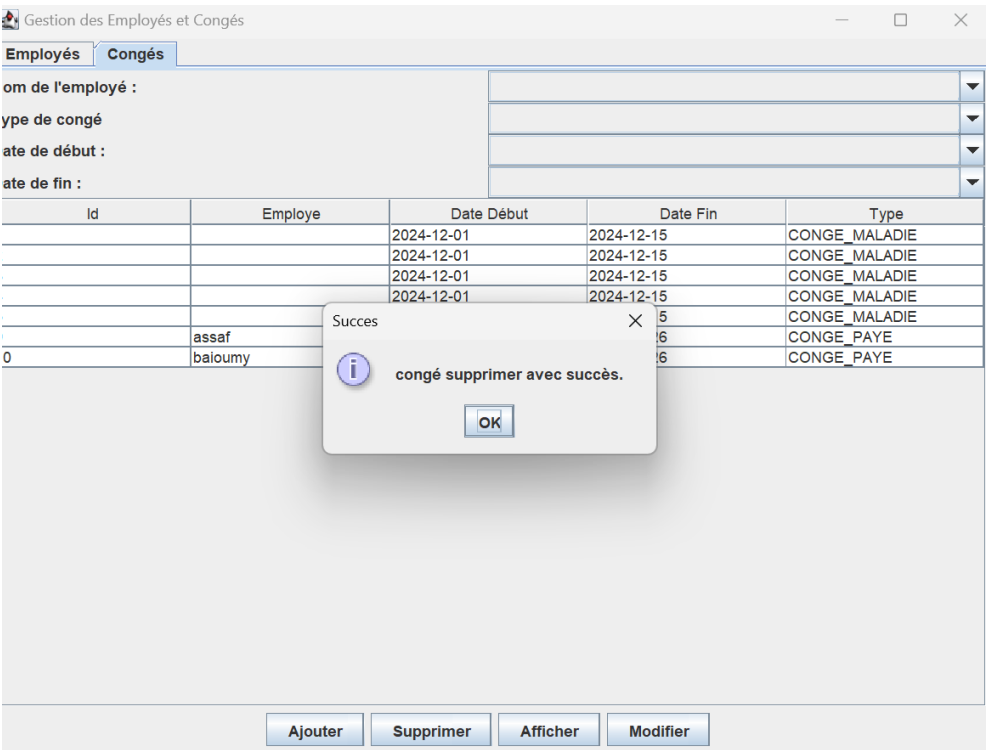 Gestion des Employés et Congés
Employés Congés
om de l'employé :
ype de congé
ate de début :
ate de fin :
Id Employe Date Début Date Fin Type
2024-12-01 2024-12-15 CONGE_MALADIE
2024-12-01 2024-12-15 CONGE_MALADIE
2024-12-01 2024-12-15 CONGE_MALADIE
2024-12-01 2024-12-15 CONGE_MALADIE
5 CONGE_MALADIE
assaf 26 CONGE_PAYE
0 baioumy 26 CONGE_PAYE
Succes
congé supprimer avec succès.
OK
Ajouter Supprimer Afficher Modifier